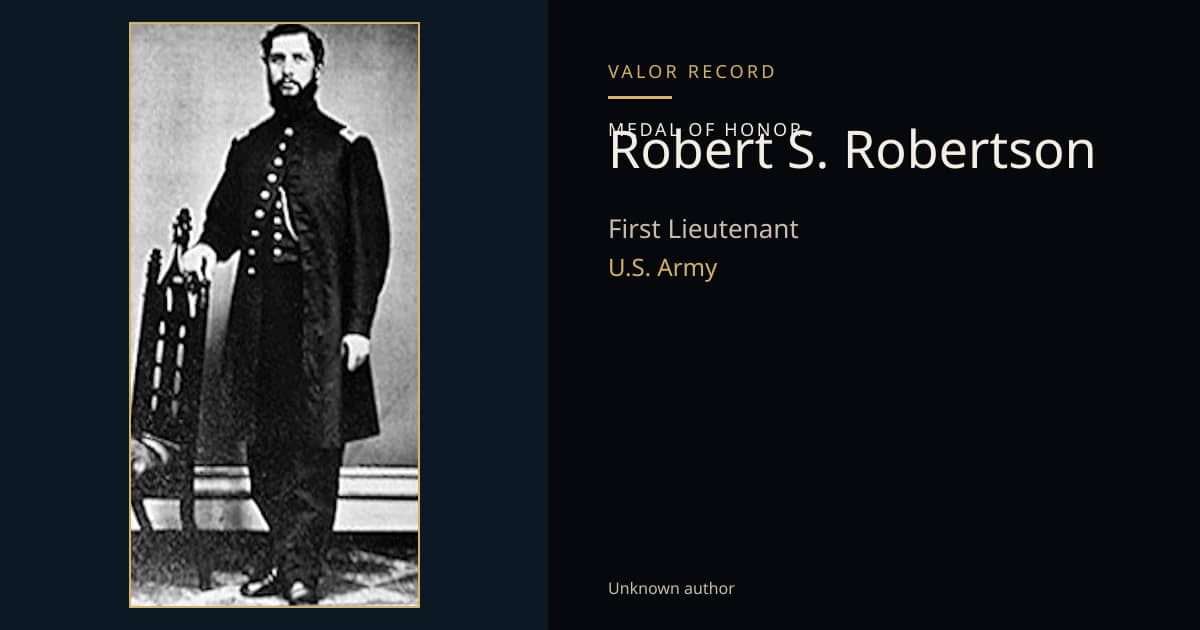 VALOR RECORD
MEDAL OF HONOR
Robert S. Robertson
First Lieutenant
U.S. Army
Unknown author